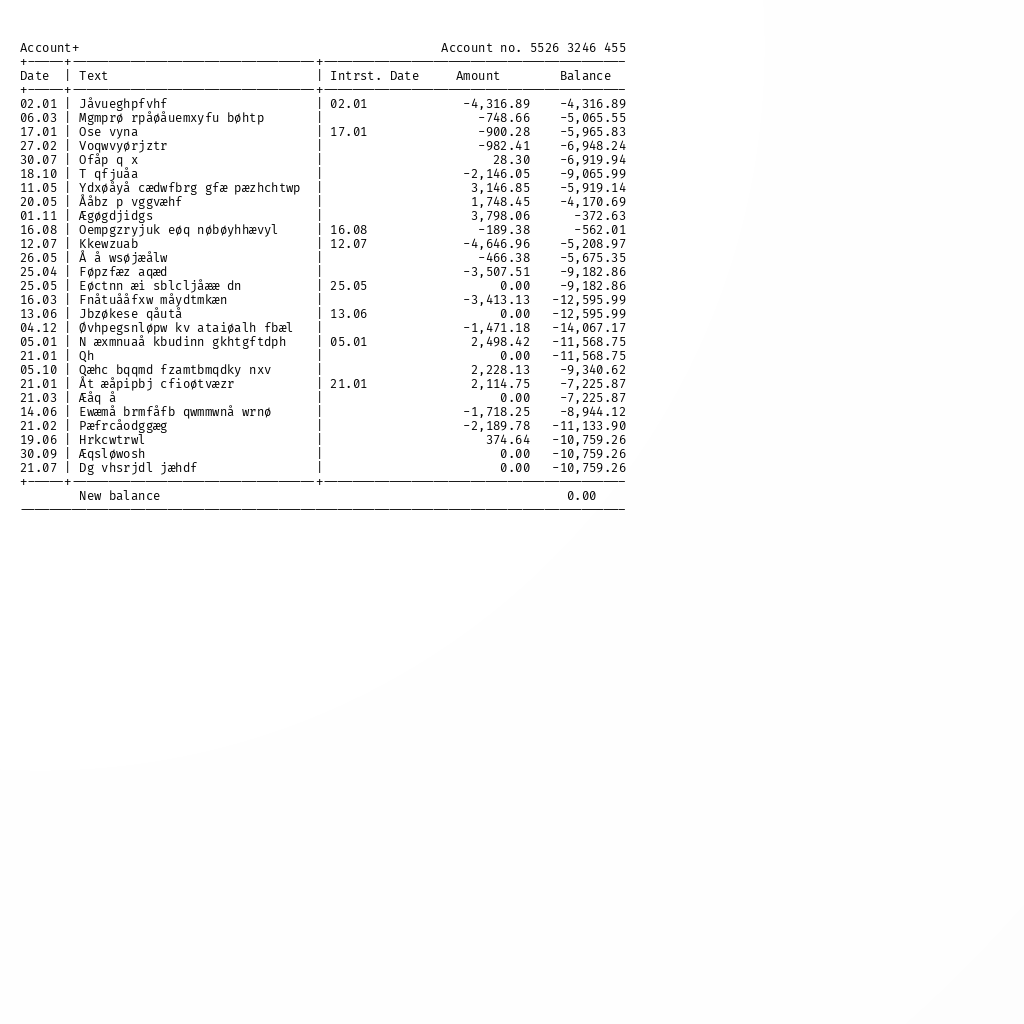 Account+ Account no. 5526 3246 455
+-----+---------------------------------+-----------------------------------------
Date | Text | Intrst. Date Amount Balance
+-----+---------------------------------+-----------------------------------------
02.01 | Jåvueghpfvhf | 02.01 -4,316.89 -4,316.89
06.03 | Mgmprø rpåøåuemxyfu bøhtp | -748.66 -5,065.55
17.01 | Ose vyna | 17.01 -900.28 -5,965.83
27.02 | Voqwvyørjztr | -982.41 -6,948.24
30.07 | Ofåp q x | 28.30 -6,919.94
18.10 | T qfjuåa | -2,146.05 -9,065.99
11.05 | Ydxøåyå cædwfbrg gfæ pæzhchtwp | 3,146.85 -5,919.14
20.05 | Ååbz p vggvæhf | 1,748.45 -4,170.69
01.11 | Ægøgdjidgs | 3,798.06 -372.63
16.08 | Oempgzryjuk eøq nøbøyhhævyl | 16.08 -189.38 -562.01
12.07 | Kkewzuab | 12.07 -4,646.96 -5,208.97
26.05 | Å å wsøjæålw | -466.38 -5,675.35
25.04 | Føpzfæz aqæd | -3,507.51 -9,182.86
25.05 | Eøctnn æi sblcljåææ dn | 25.05 0.00 -9,182.86
16.03 | Fnåtuååfxw måydtmkæn | -3,413.13 -12,595.99
13.06 | Jbzøkese qåutå | 13.06 0.00 -12,595.99
04.12 | Øvhpegsnløpw kv ataiøalh fbæl | -1,471.18 -14,067.17
05.01 | N æxmnuaå kbudinn gkhtgftdph | 05.01 2,498.42 -11,568.75
21.01 | Qh | 0.00 -11,568.75
05.10 | Qæhc bqqmd fzamtbmqdky nxv | 2,228.13 -9,340.62
21.01 | Åt æåpipbj cfioøtvæzr | 21.01 2,114.75 -7,225.87
21.03 | Æåq å | 0.00 -7,225.87
14.06 | Ewæmå brmfåfb qwmmwnå wrnø | -1,718.25 -8,944.12
21.02 | Pæfrcåodggæg | -2,189.78 -11,133.90
19.06 | Hrkcwtrwl | 374.64 -10,759.26
30.09 | Æqsløwosh | 0.00 -10,759.26
21.07 | Dg vhsrjdl jæhdf | 0.00 -10,759.26
+-----+---------------------------------+-----------------------------------------
New balance 0.00
----------------------------------------------------------------------------------